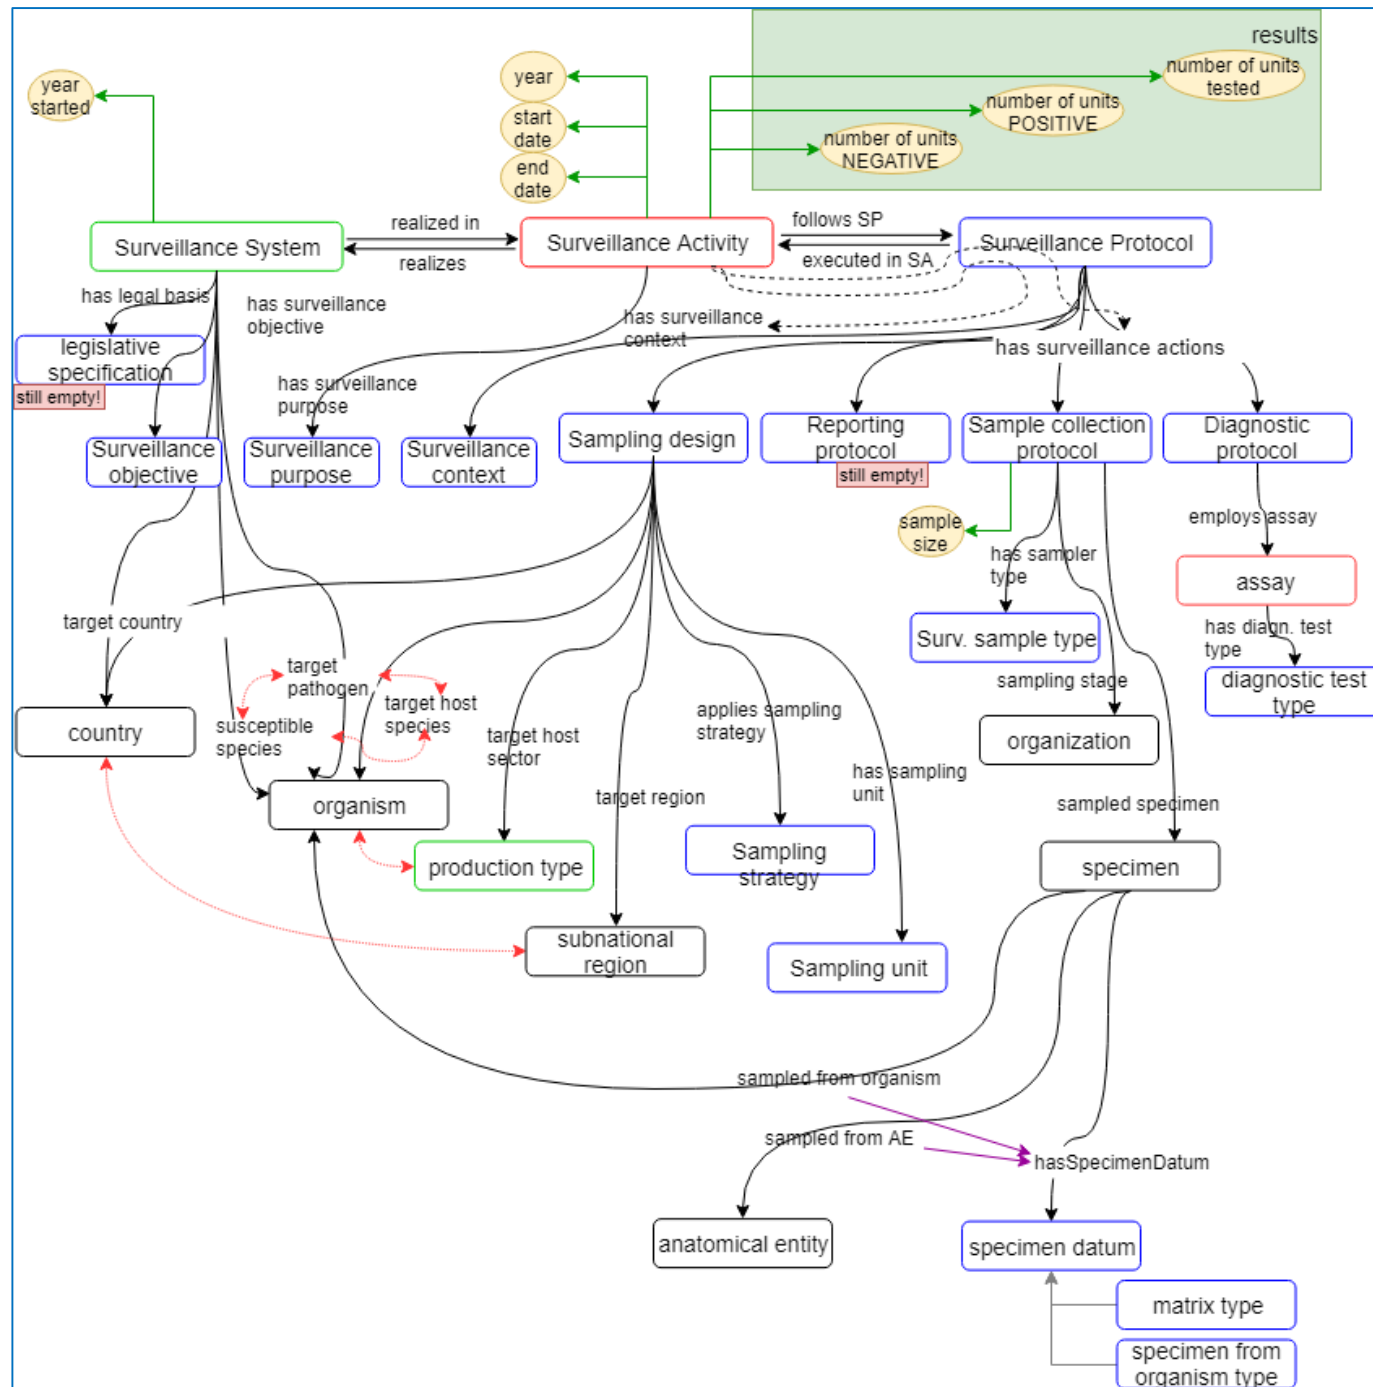 results
year
started
year
start
date
end
date
number of units
tested
number of units
POSITIVE
number of units
NEGATIVE
Surveillance System
realized in
realizes
Surveillance Activity
follows SP
executed in SA
Surveillance Protocol
has legal basis
has surveillance
objective
has surveillance
context
has surveillance actions
legislative
specification
still empty!
has surveillance
purpose
Surveillance
objective
Surveillance
purpose
Surveillance
context
Sampling design
Reporting
protocol
still empty!
Sample collection
protocol
Diagnostic
protocol
sample
size
has sampler
type
employs assay
assay
has diagn. test
type
diagnostic test
type
Surv. sample type
sampling stage
organization
target country
target
pathogen
target host
species
susceptible
species
country
organism
target host
sector
applies sampling
strategy
target region
has sampling
unit
sampled specimen
production type
Sampling
strategy
specimen
subnational
region
Sampling unit
sampled from organism
sampled from AE
hasSpecimenDatum
anatomical entity
specimen datum
matrix type
specimen from
organism type